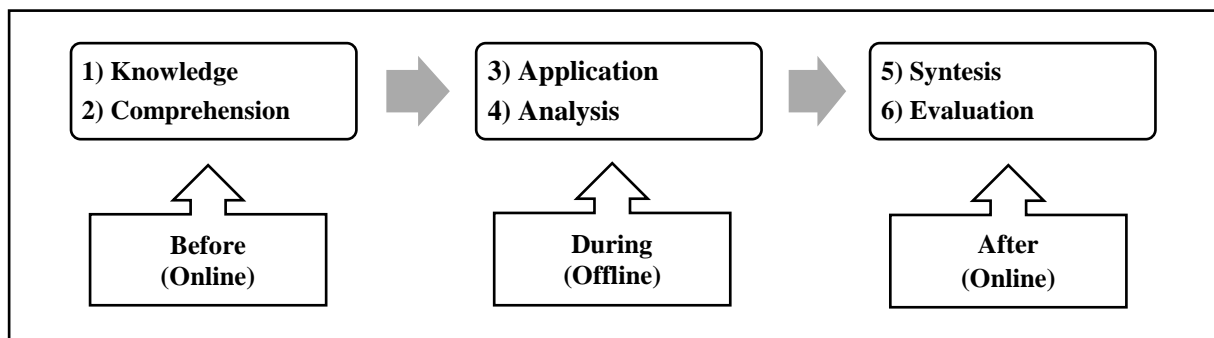 1) Knowledge
2) Comprehension
3) Application
4) Analysis
5) Syntesis
6) Evaluation
Before
(Online)
During
(Offline)
After
(Online)